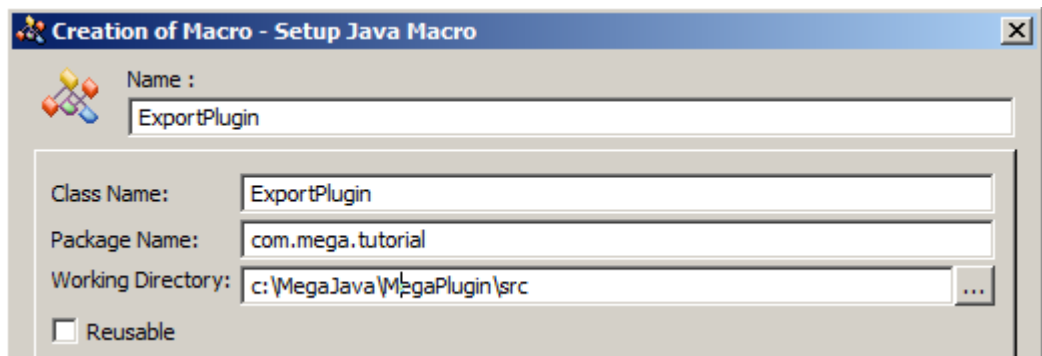 Creation of Macro - Setup Java Macro
Name :
ExportPlugin
Class Name: ExportPlugin
Package Name: com.mega.tutorial
Working Directory: c:\MegaJava\MegaPlugin\src ...
Reusable